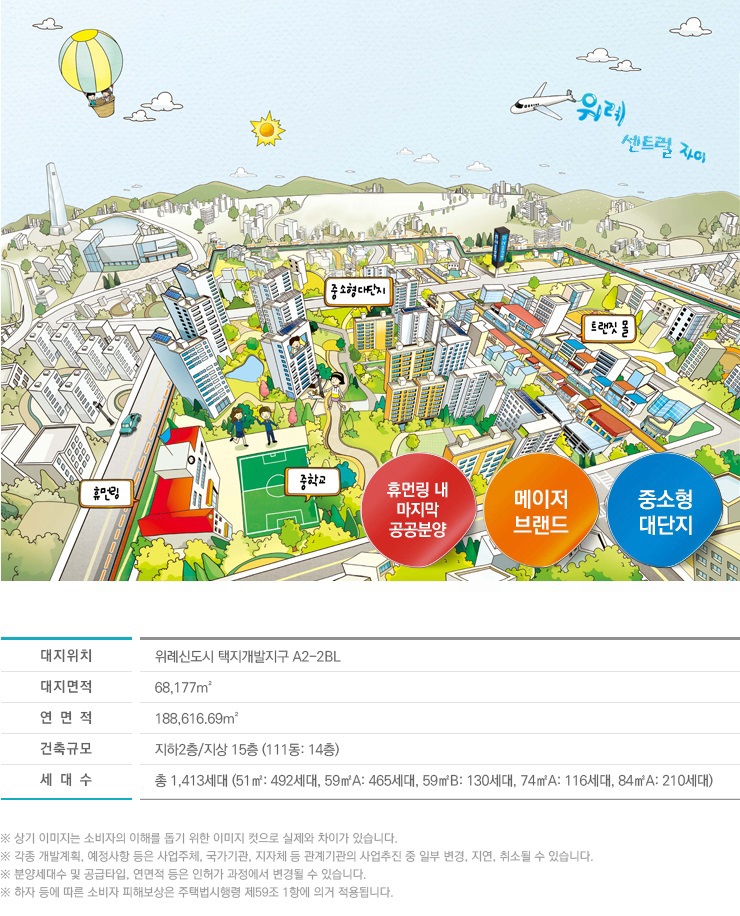 위례
센트럴 자이
중소형대단지
트랜짓 몰
중학교
휴먼링
휴먼링 내
마지막
공공분양
메이저
브랜드
중소형
대단지
대지위치 위례신도시 택지개발지구 A2-2BL
대지면적 68,177㎡
연 면 적 188,616.69㎡
건축규모 지하2층/지상 15층 (111동: 14층)
세 대 수 총 1,413세대 (51㎡: 492세대, 59㎡A: 465세대, 59㎡B: 130세대, 74㎡A: 116세대, 84㎡A: 210세대)
※ 상기 이미지는 소비자의 이해를 돕기 위한 이미지 컷으로 실제와 차이가 있습니다.
※ 각종 개발계획, 예정사항 등은 사업주체, 국가기관, 지자체 등 관계기관의 사업추진 중 일부 변경, 지연, 취소될 수 있습니다.
※ 분양세대수 및 공급타입, 연면적 등은 인허가 과정에서 변경될 수 있습니다.
※ 하자 등에 따른 소비자 피해보상은 주택법시행령 제59조 1항에 의거 적용됩니다.